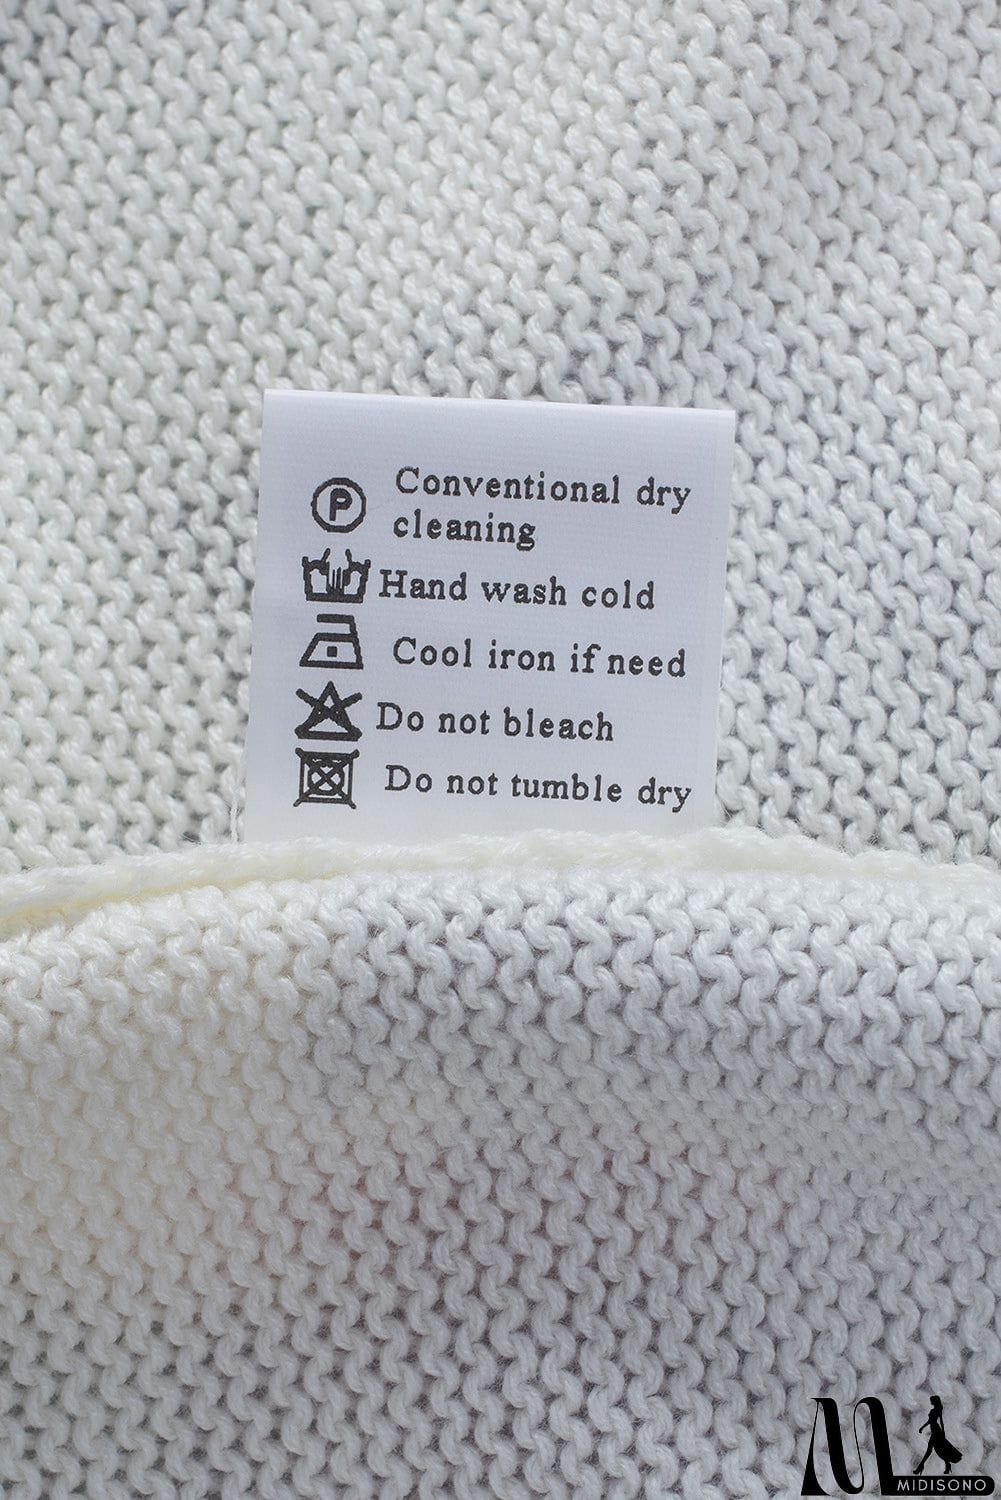 P
Conventional dry
cleaning
Hand wash cold
Cool iron if need
Do not bleach
Do not tumble dry
M
MIDISONO